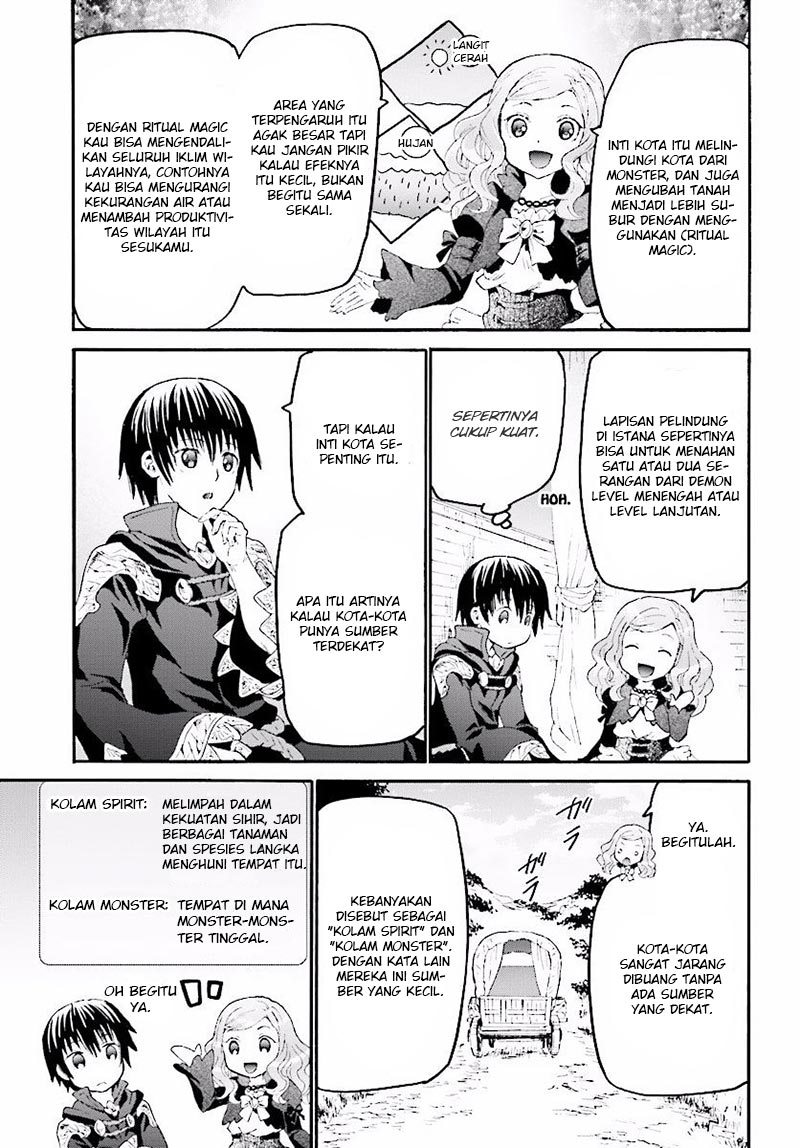 INTI KOTA ITU MELIN-
DUNGI KOTA DARI
MONSTER, DAN JUGA
MENGUBAH TANAH
MENJADI LEBIH SU-
BUR DENGAN MENG-
GUNAKAN (RITUAL
MAGIC).
LANGIT
CERAH
HUJAN
AREA YANG
TERPENGARUH ITU
AGAK BESAR TAPI
KAU JANGAN PIKIR
KALAU EFEKNYA
ITU KECIL, BUKAN
BEGITU SAMA
SEKALI.
DENGAN RITUAL MAGIC
KAU BISA MENGENDALI-
KAN SELURUH IKLIM WI-
LAYAHNYA, CONTOHNYA
KAU BISA MENGURANGI
KEKURANGAN AIR ATAU
MENAMBAH PRODUKTIVI-
TAS WILAYAH ITU
SESUKAMU.
LAPISAN PELINDUNG
DI ISTANA SEPERTINYA
BISA UNTUK MENAHAN
SATU ATAU DUA SE-
RANGAN DARI DEMON
LEVEL MENENGAH ATAU
LEVEL LANJUTAN.
SEPERTINYA
CUKUP KUAT.
HOH.
TAPI KALAU
INTI KOTA SE-
PENTING ITU.
APA ITU ARTINYA
KALAU KOTA-KOTA
PUNYA SUMBER
TERDEKAT?
YA.
BEGITULAH.
KOTA-KOTA
SANGAT JARANG
DIBUANG TANPA
ADA SUMBER
YANG DEKAT.
KEBANYAKAN
DISEBUT SEBAGAI
"KOLAM SPIRIT" DAN
"KOLAM MONSTER".
DENGAN KATA LAIN
MEREKA INI SUM-
BER YANG KECIL.
KOLAM SPIRIT: MELIMPAH DALAM
KEKUATAN SIHIR, JADI
BERBAGAI TANAMAN
DAN SPESIES LANGKA
MENGHUNI TEMPAT ITU.
KOLAM MONSTER: TEMPAT DI MANA
MONSTER-MONS-
TER TINGGAL.
OH BEGITU
YA.